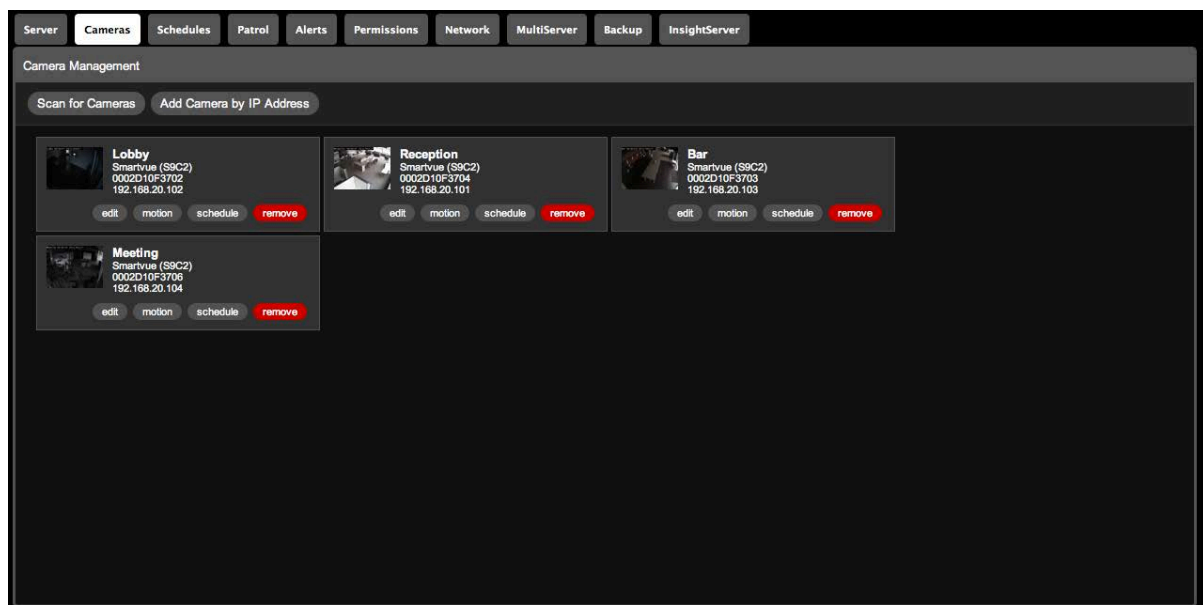 Server Cameras Schedules Patrol Alerts Permissions Network MultiServer Backup InsightServer
Camera Management
Scan for Cameras Add Camera by IP Address
Lobby
Smartvue (S9C2)
0002D10F3702
192.168.20.102
edit motion schedule remove
Reception
Smartvue (S9C2)
0002D10F3704
192.168.20.101
edit motion schedule remove
Bar
Smartvue (S9C2)
0002D10F3703
192.168.20.103
edit motion schedule remove
Meeting
Smartvue (S9C2)
0002D10F3706
192.168.20.104
edit motion schedule remove